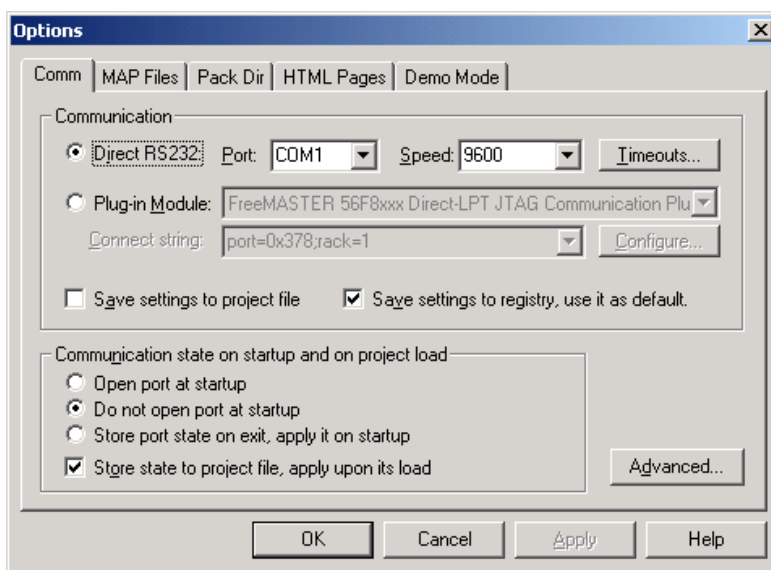 Options
Comm MAP Files Pack Dir HTML Pages Demo Mode
Communication
Direct RS232: Port: COM1 Speed: 9600 Timeouts...
Plug-in Module: FreeMASTER 56F8xxx Direct-LPT JTAG Communication Plu
Connect string: port=0x378;rack=1 Configure...
Save settings to project file Save settings to registry, use it as default.
Communication state on startup and on project load
Open port at startup
Do not open port at startup
Store port state on exit, apply it on startup
Store state to project file, apply upon its load
Advanced...
OK Cancel Apply Help